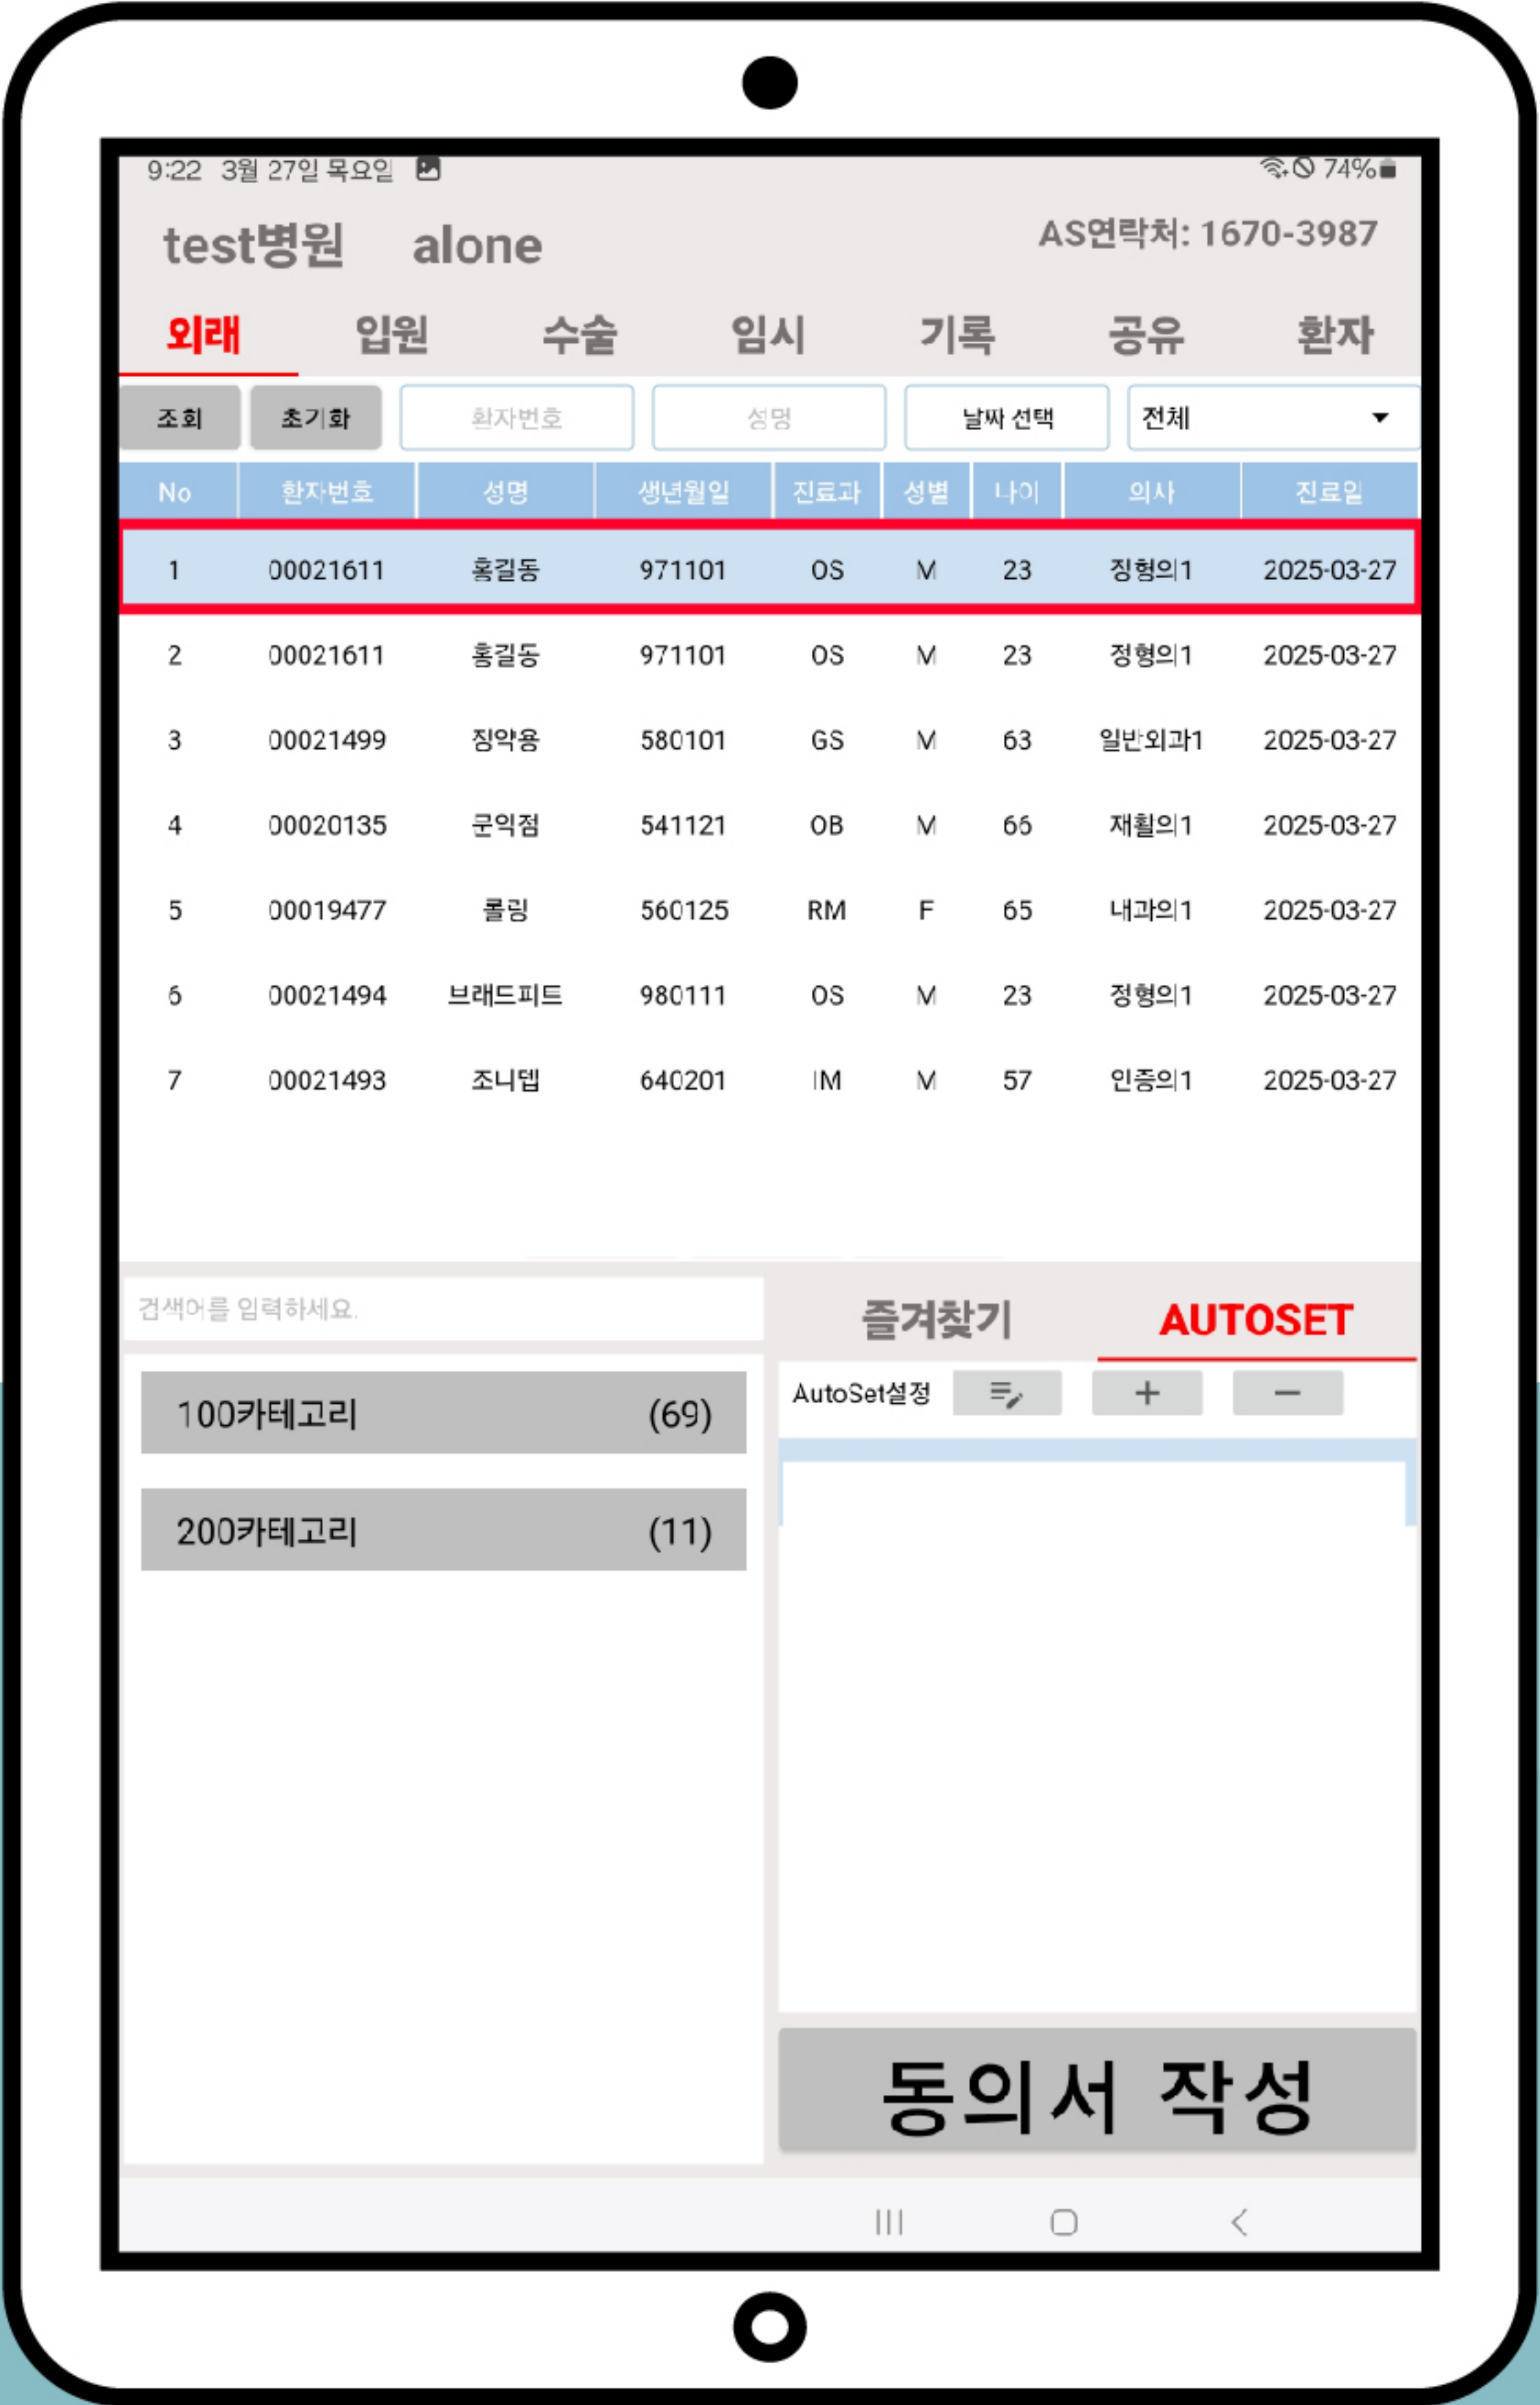 9:22 3월 27일 목요일 74%
test병원 alone AS연락처: 1670-3987
외래 입원 수술 임시 기록 공유 환자
조회 초기화 환자번호 성명 날짜 선택 전체
No 환자번호 성명 생년월일 진료과 성별 나이 의사 진료일
1 00021611 홍길동 971101 OS M 23 정형의1 2025-03-27
2 00021611 홍길동 971101 OS M 23 정형의1 2025-03-27
3 00021499 정약용 580101 GS M 63 일반외과1 2025-03-27
4 00020135 문익점 541121 OB M 66 재활의1 2025-03-27
5 00019477 롤링 560125 RM F 65 내과의1 2025-03-27
6 00021494 브래드피트 980111 OS M 23 정형의1 2025-03-27
7 00021493 조니뎁 640201 IM M 57 인증의1 2025-03-27
검색어를 입력하세요.
즐겨찾기 AUTOSET
AutoSet설정 + −
100카테고리 (69)
200카테고리 (11)
동의서 작성